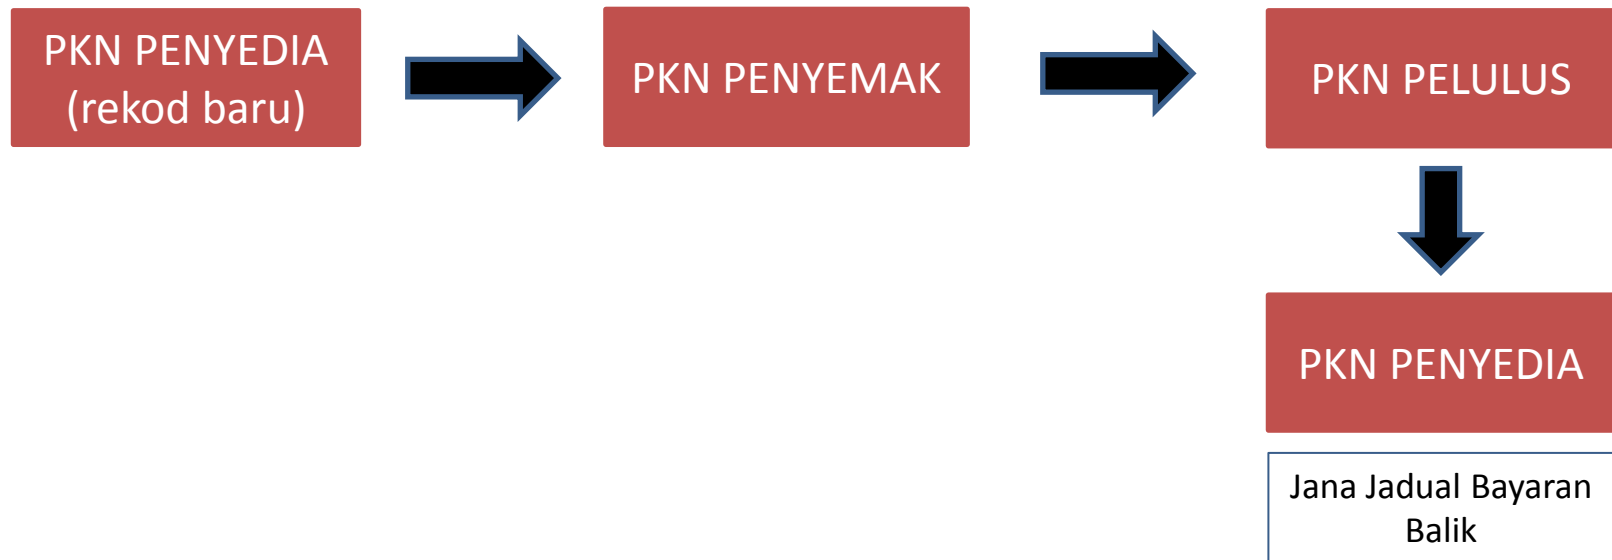 PKN PENYEDIA
(rekod baru)
PKN PENYEMAK
PKN PELULUS
PKN PENYEDIA
Jana Jadual Bayaran
Balik